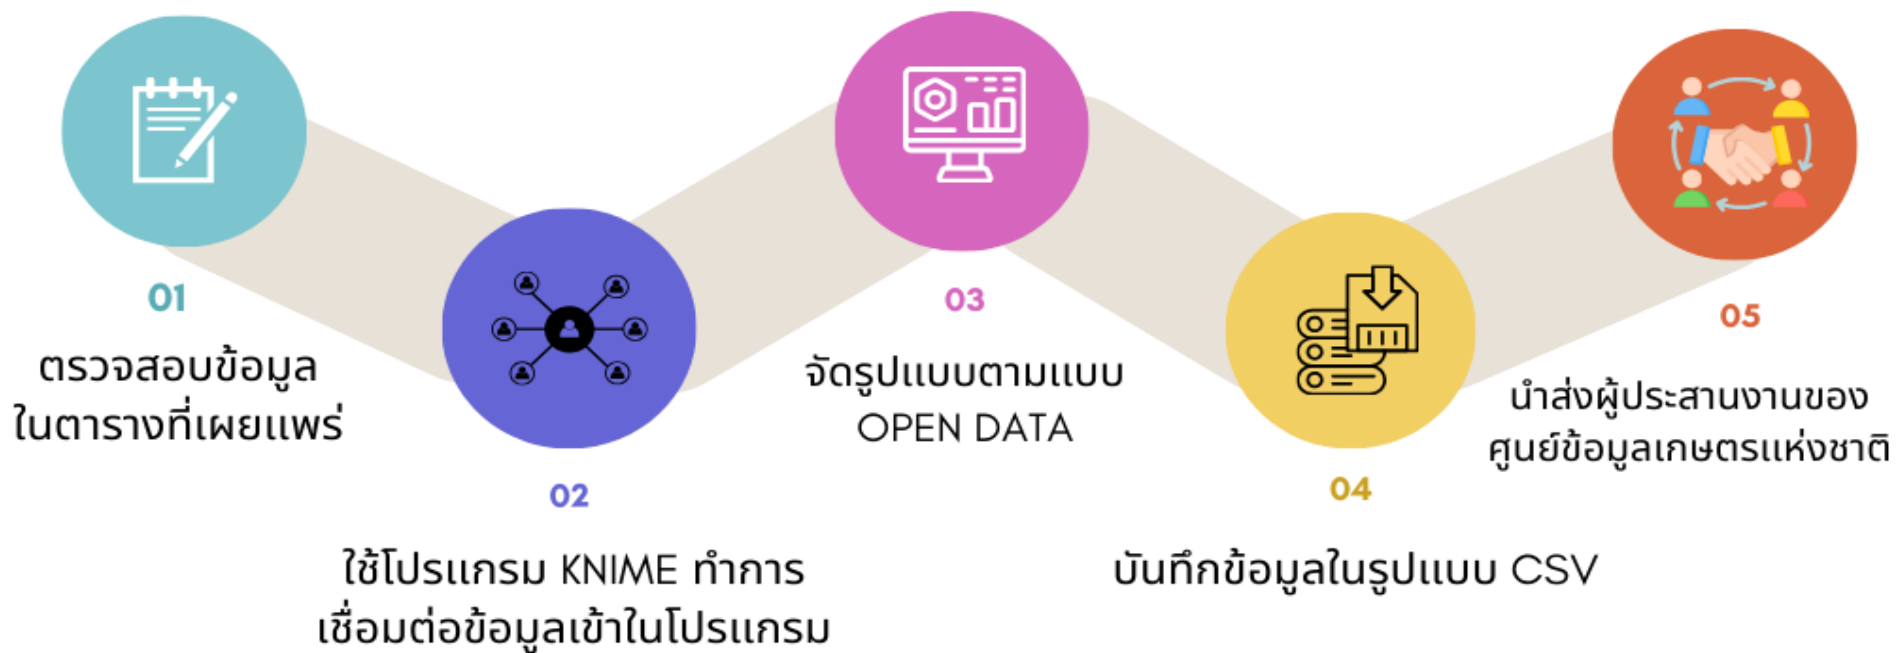 01
ตรวจสอบข้อมูล
ในตารางที่เผยแพร่
02
ใช้โปรแกรม KNIME ทำการ
เชื่อมต่อข้อมูลเข้าในโปรแกรม
03
จัดรูปแบบตามแบบ
OPEN DATA
04
บันทึกข้อมูลในรูปแบบ CSV
05
นำส่งผู้ประสานงานของ
ศูนย์ข้อมูลเกษตรแห่งชาติ